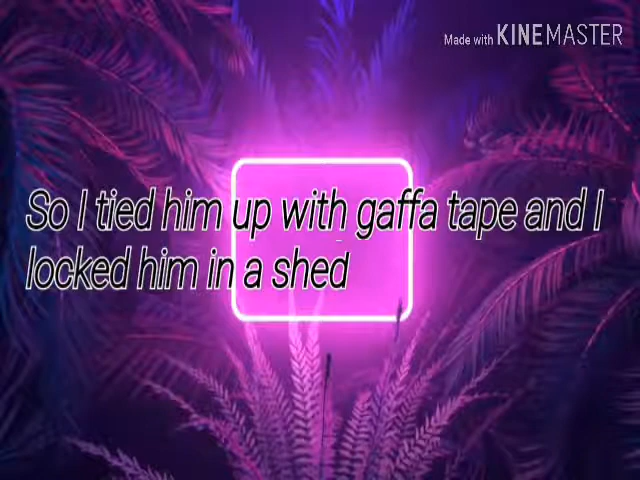 Made with KINEMASTER
So I tied him up with gaffa tape and I
locked him in a shed